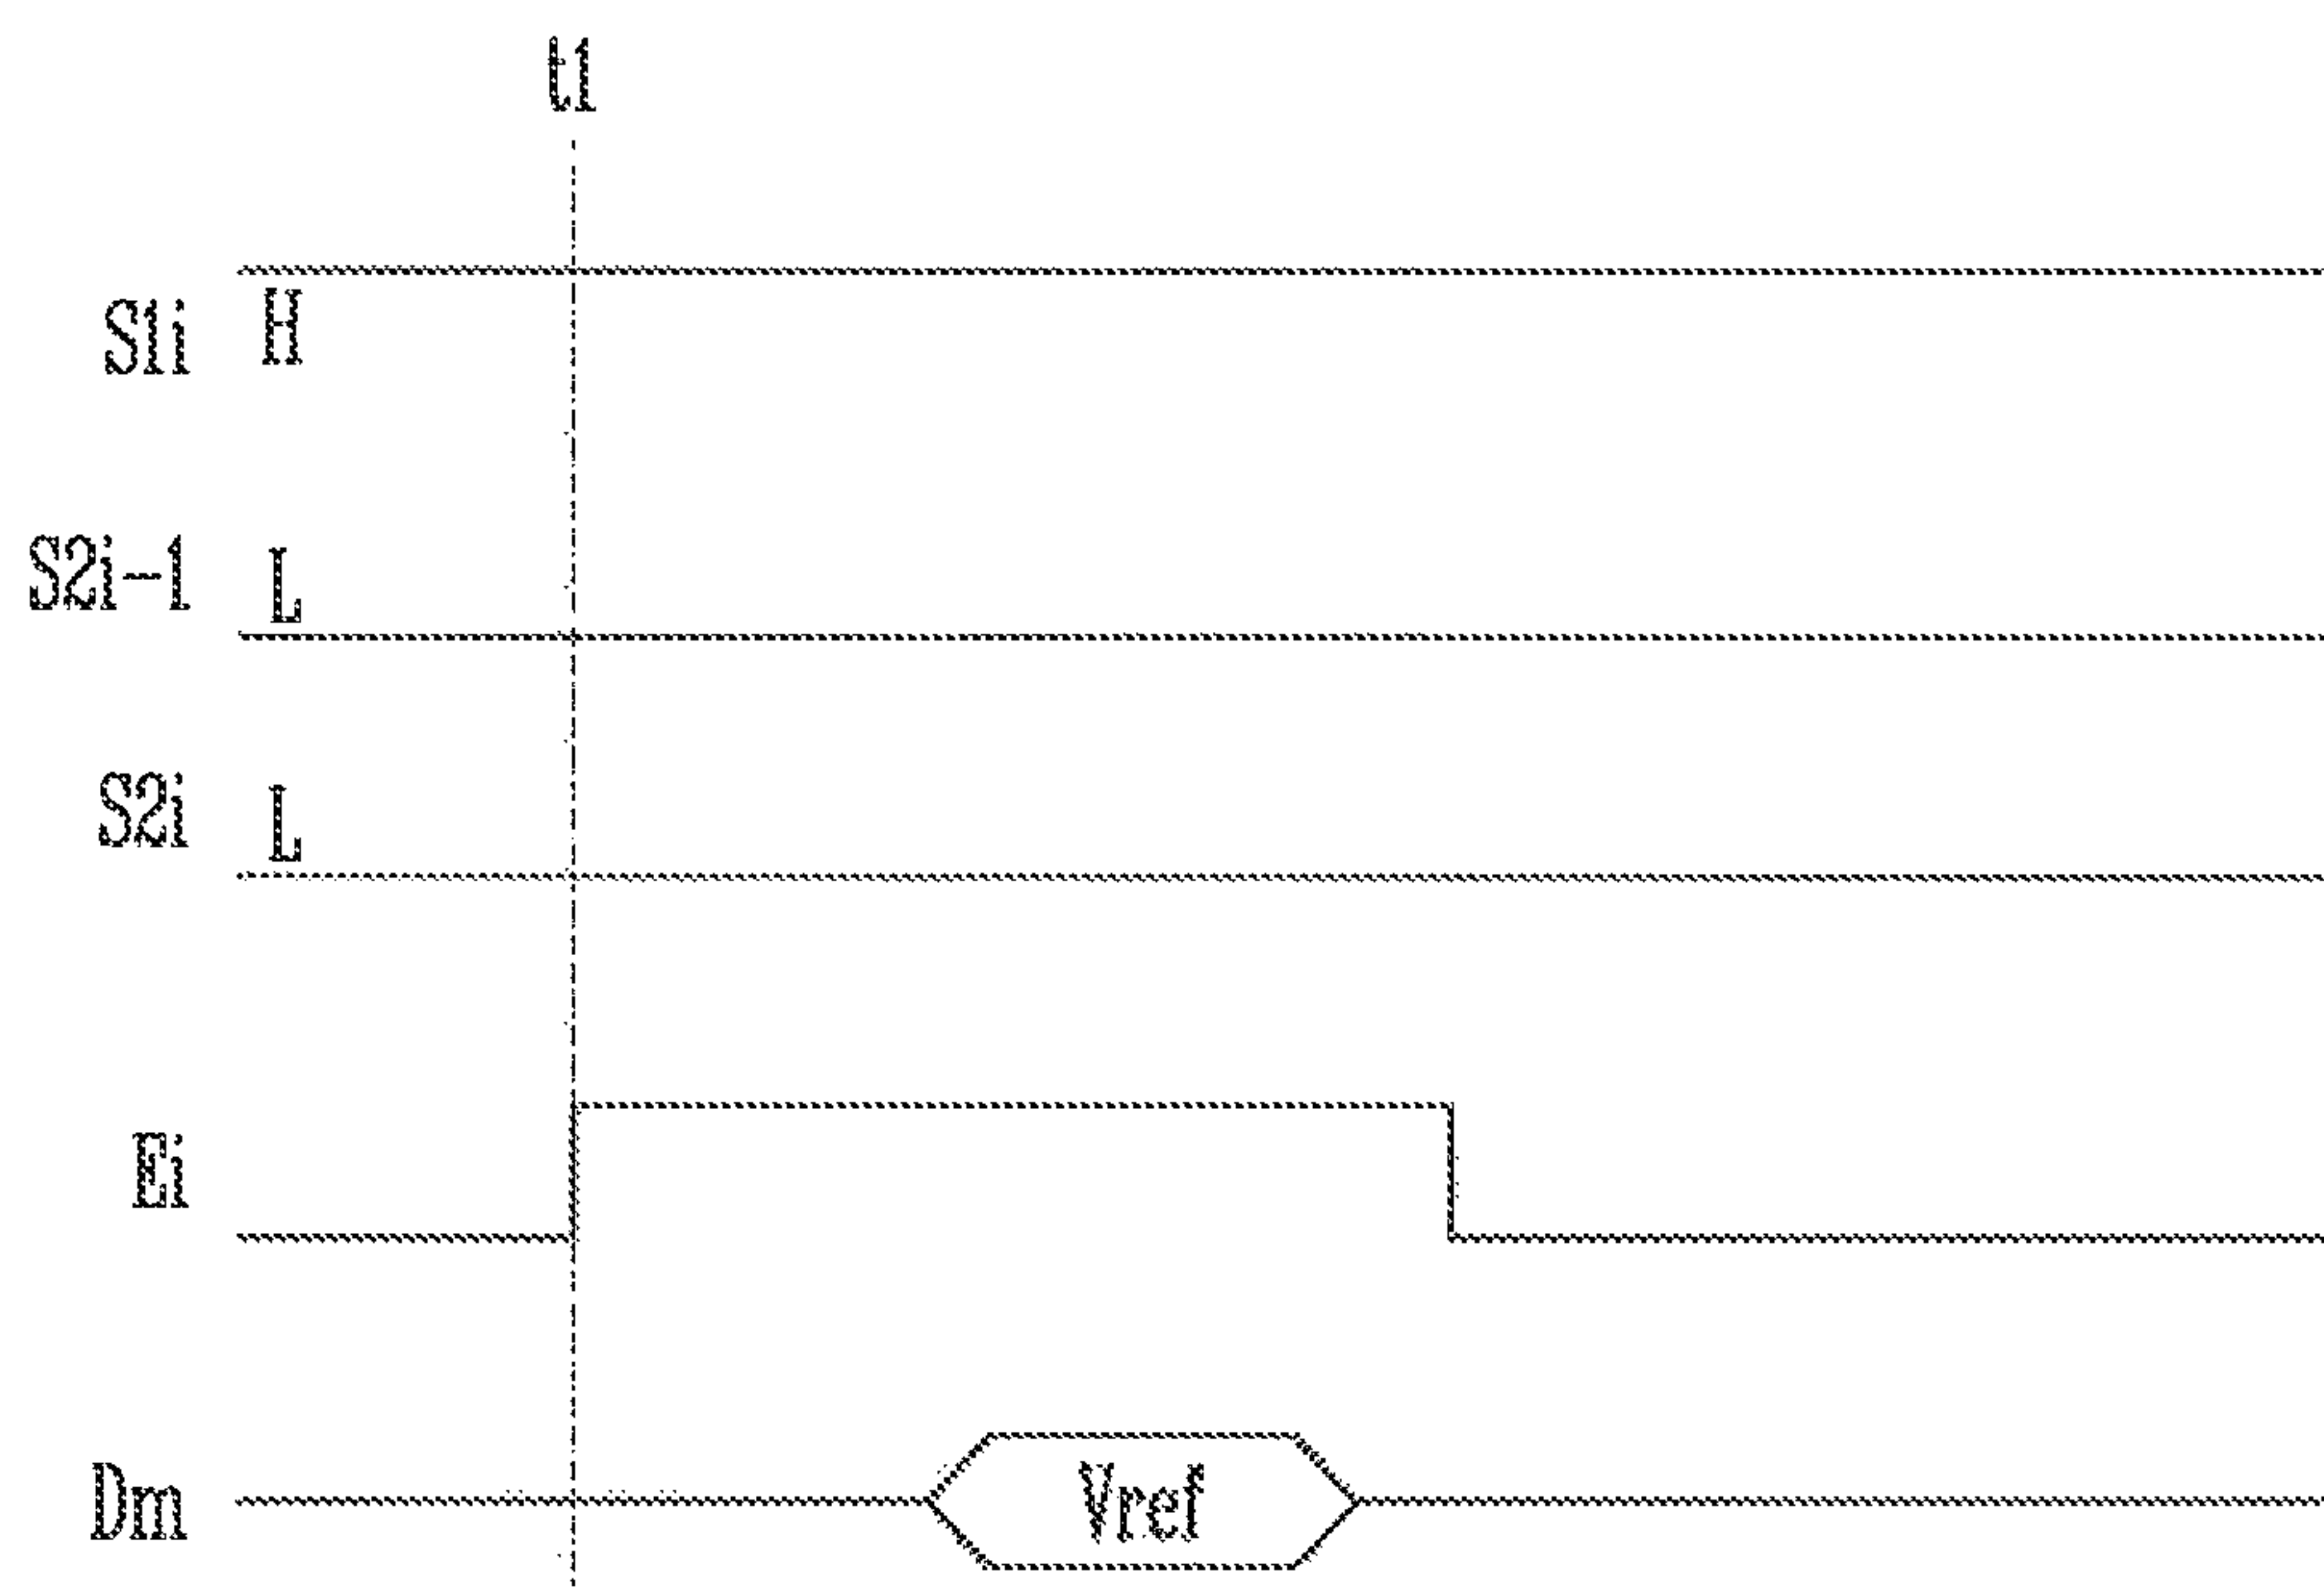 t1
S1i H
S2i-1 L
S2i L
Ei
Dm Vref